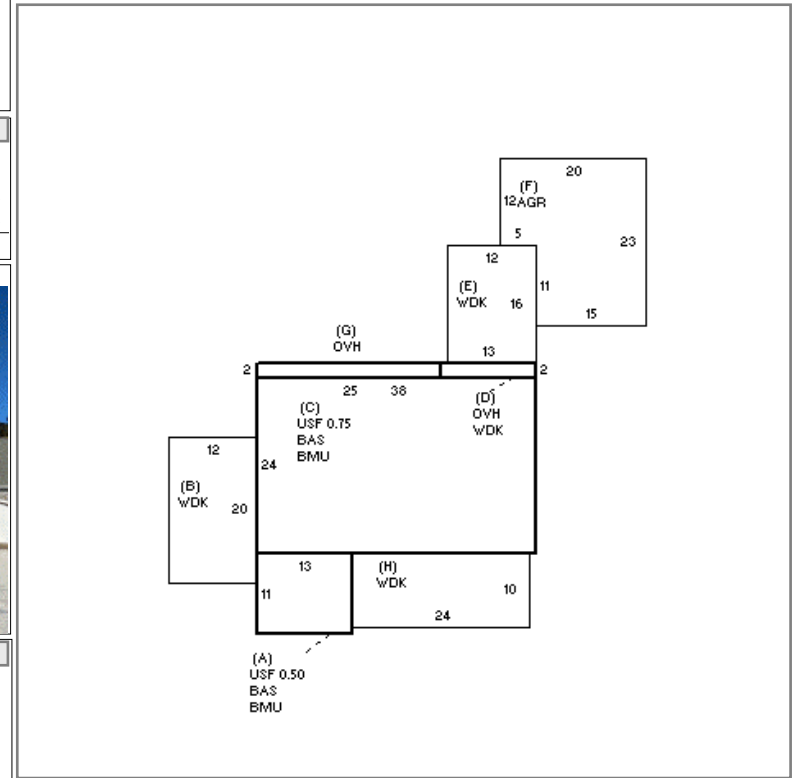 20
(F)
12AGR
5
23
12
(E)
WDK
16
11
15
(G)
OVH
13
2
2
25
38
(C)
USF 0.75
BAS
BMU
(D)
OVH
WDK
12
24
(B)
WDK
20
13
(H)
WDK
11
10
24
(A)
USF 0.50
BAS
BMU